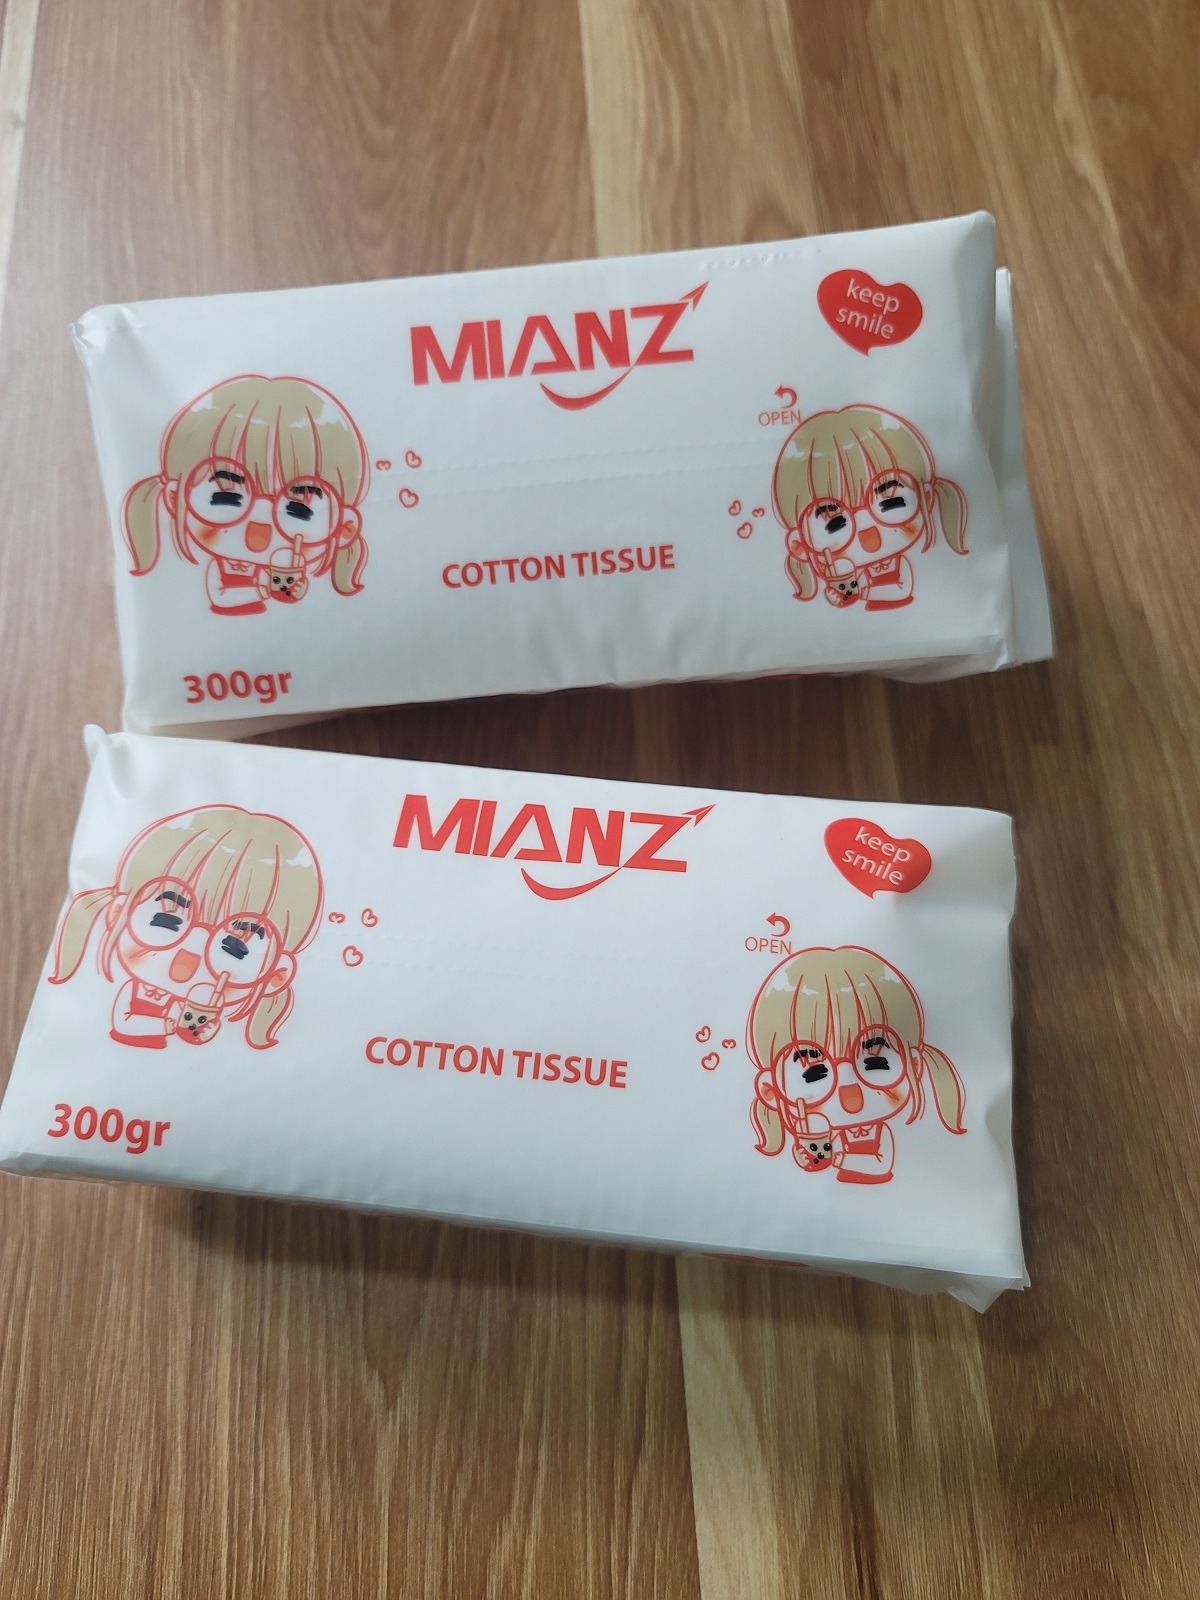 MIANZ
keep
smile
OPEN
COTTON TISSUE
300gr
MIANZ
keep
smile
OPEN
COTTON TISSUE
300gr